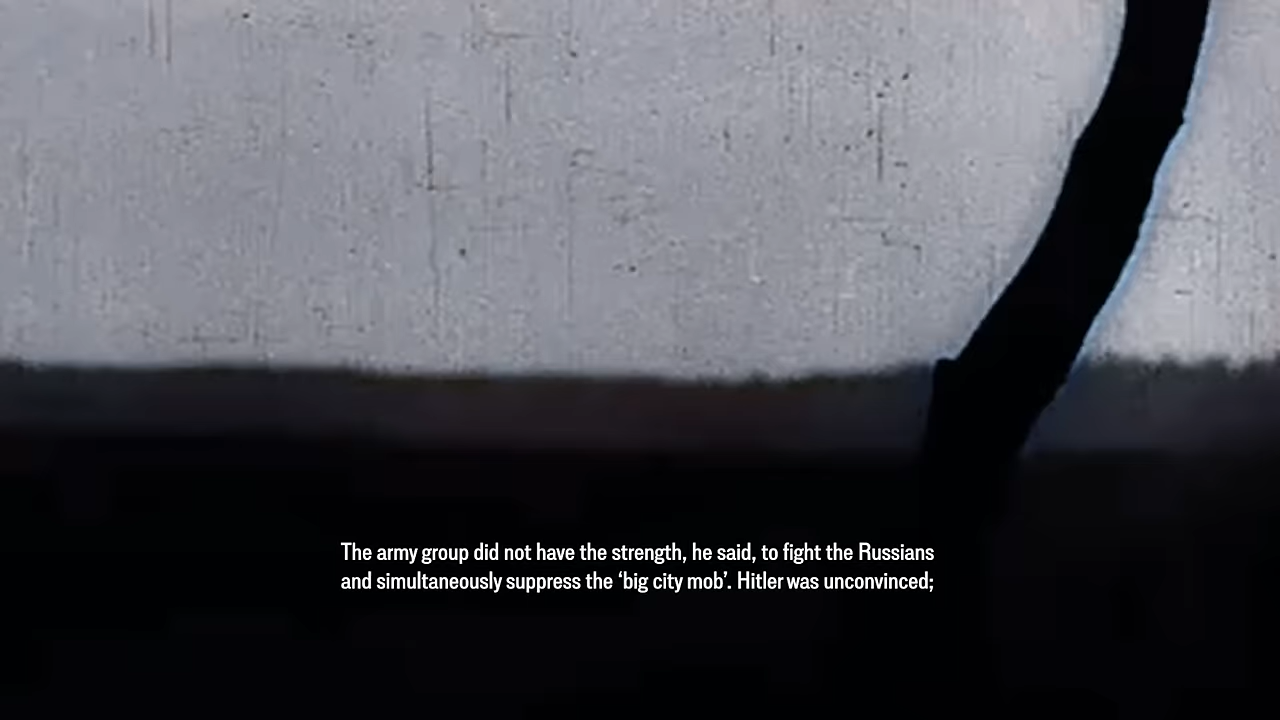 The army group did not have the strength, he said, to fight the Russians
and simultaneously suppress the ‘big city mob’. Hitler was unconvinced;